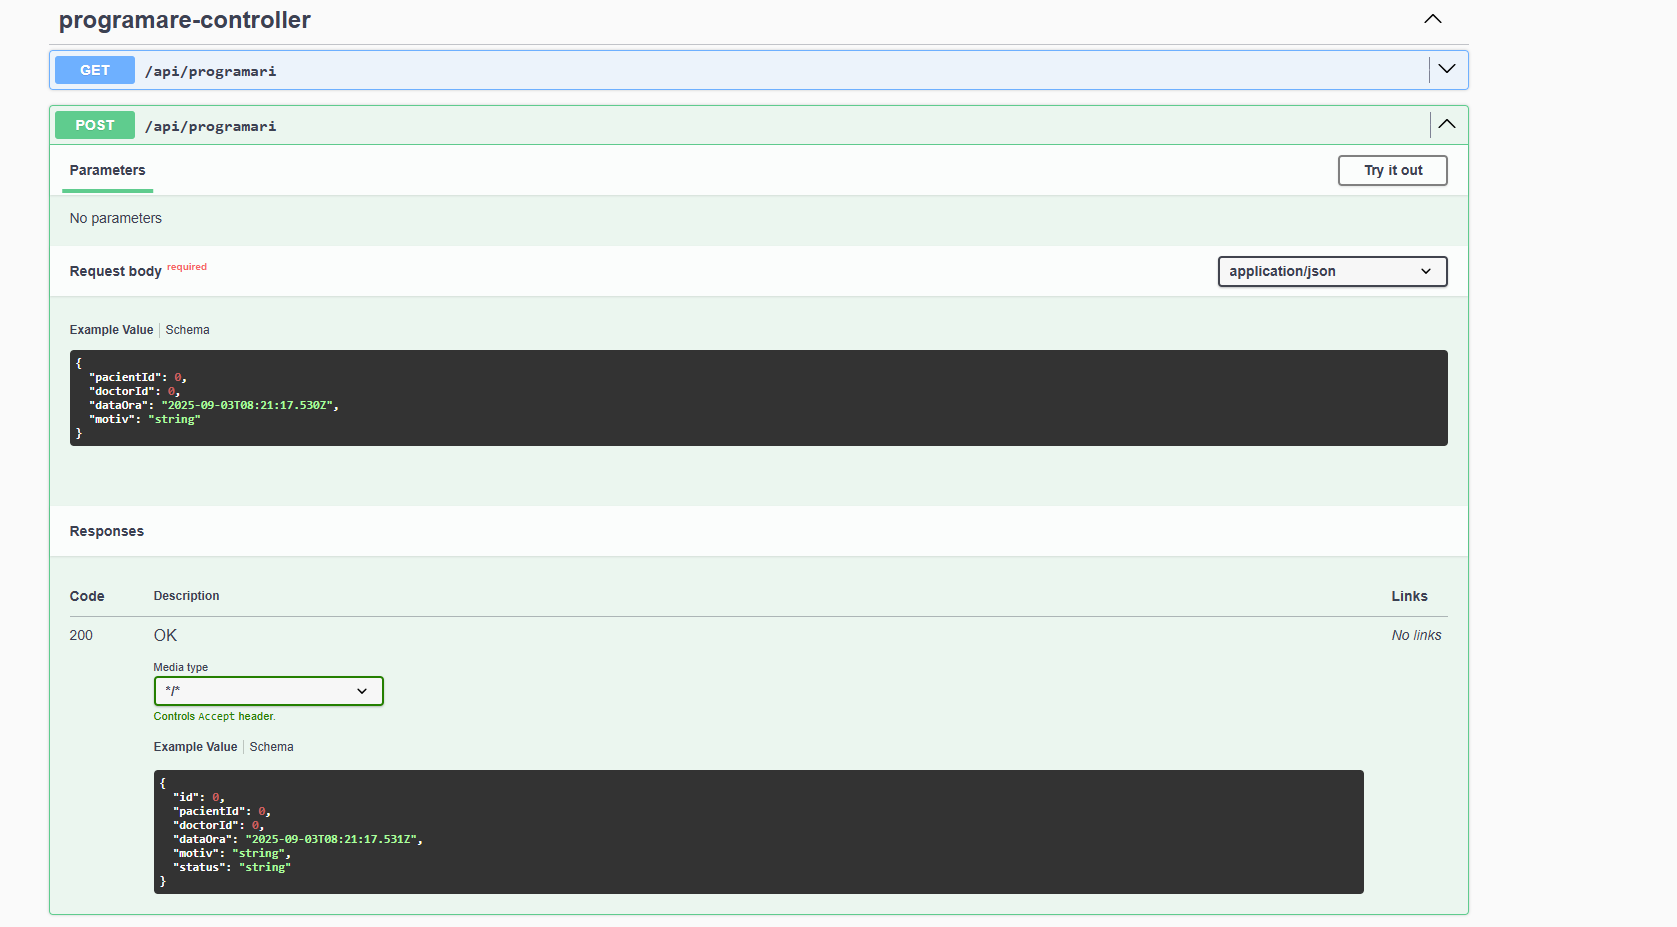 programare-controller
GET /api/programari
POST /api/programari
Parameters Try it out
No parameters
Request body required application/json
Example Value Schema
{
  "pacientId": 0,
  "doctorId": 0,
  "dataOra": "2025-09-03T08:21:17.530Z",
  "motiv": "string"
}
Responses
Code Description Links
200 OK No links
Media type
*/*
Controls Accept header.
Example Value Schema
{
  "id": 0,
  "pacientId": 0,
  "doctorId": 0,
  "dataOra": "2025-09-03T08:21:17.531Z",
  "motiv": "string",
  "status": "string"
}